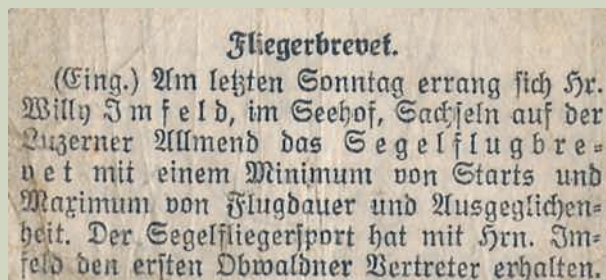 Fliegerbrevet.
(Eing.) Am letzten Sonntag errang sich Hr.
Willy Imfeld, im Seehof, Sachseln auf der
Luzerner Allmend das Segelflugbre=
vet mit einem Minimum von Starts und
Maximum von Flugdauer und Ausgeglichen=
heit. Der Segelfliegersport hat mit Hrn. Im=
feld den ersten Obwaldner Vertreter erhalten.